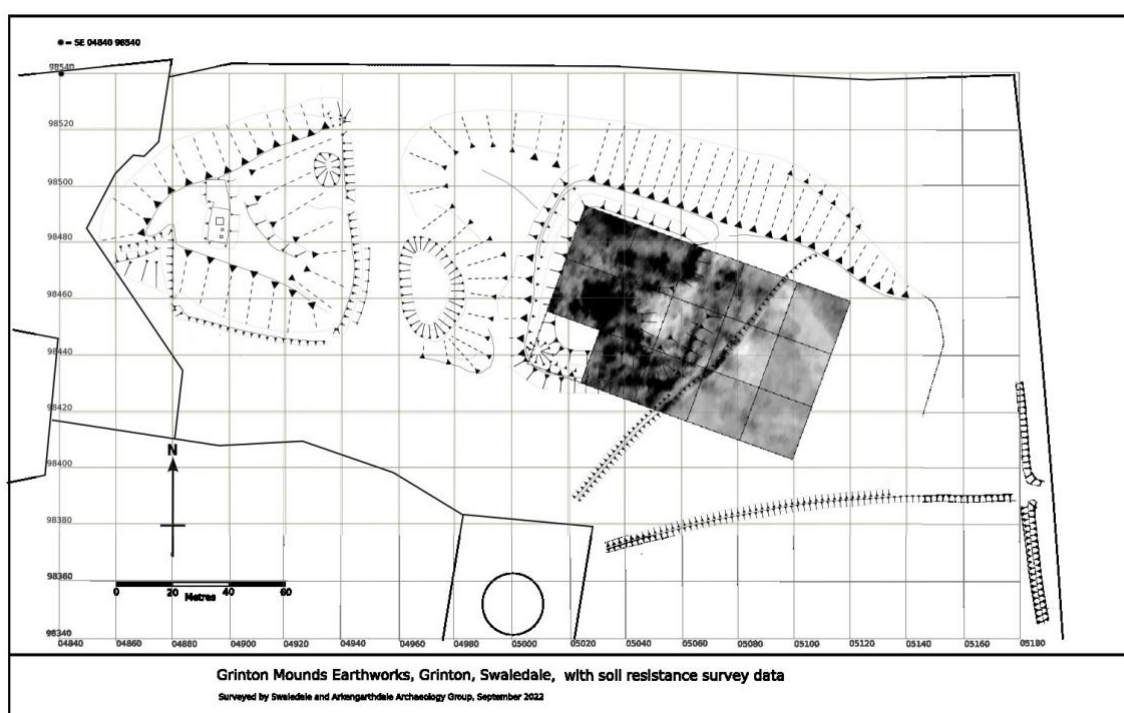 = SE 04840 98540
98540
98520
98500
98480
98460
98440
98420
98400
98380
98360
98340
N
0 20 40 60
Metres
04840 04860 04880 04900 04920 04940 04960 04980 05000 05020 05040 05060 05080 05100 05120 05140 05160 05180
Grinton Mounds Earthworks, Grinton, Swaledale, with soil resistance survey data
Surveyed by Swaledale and Arkengarthdale Archaeology Group, September 2022